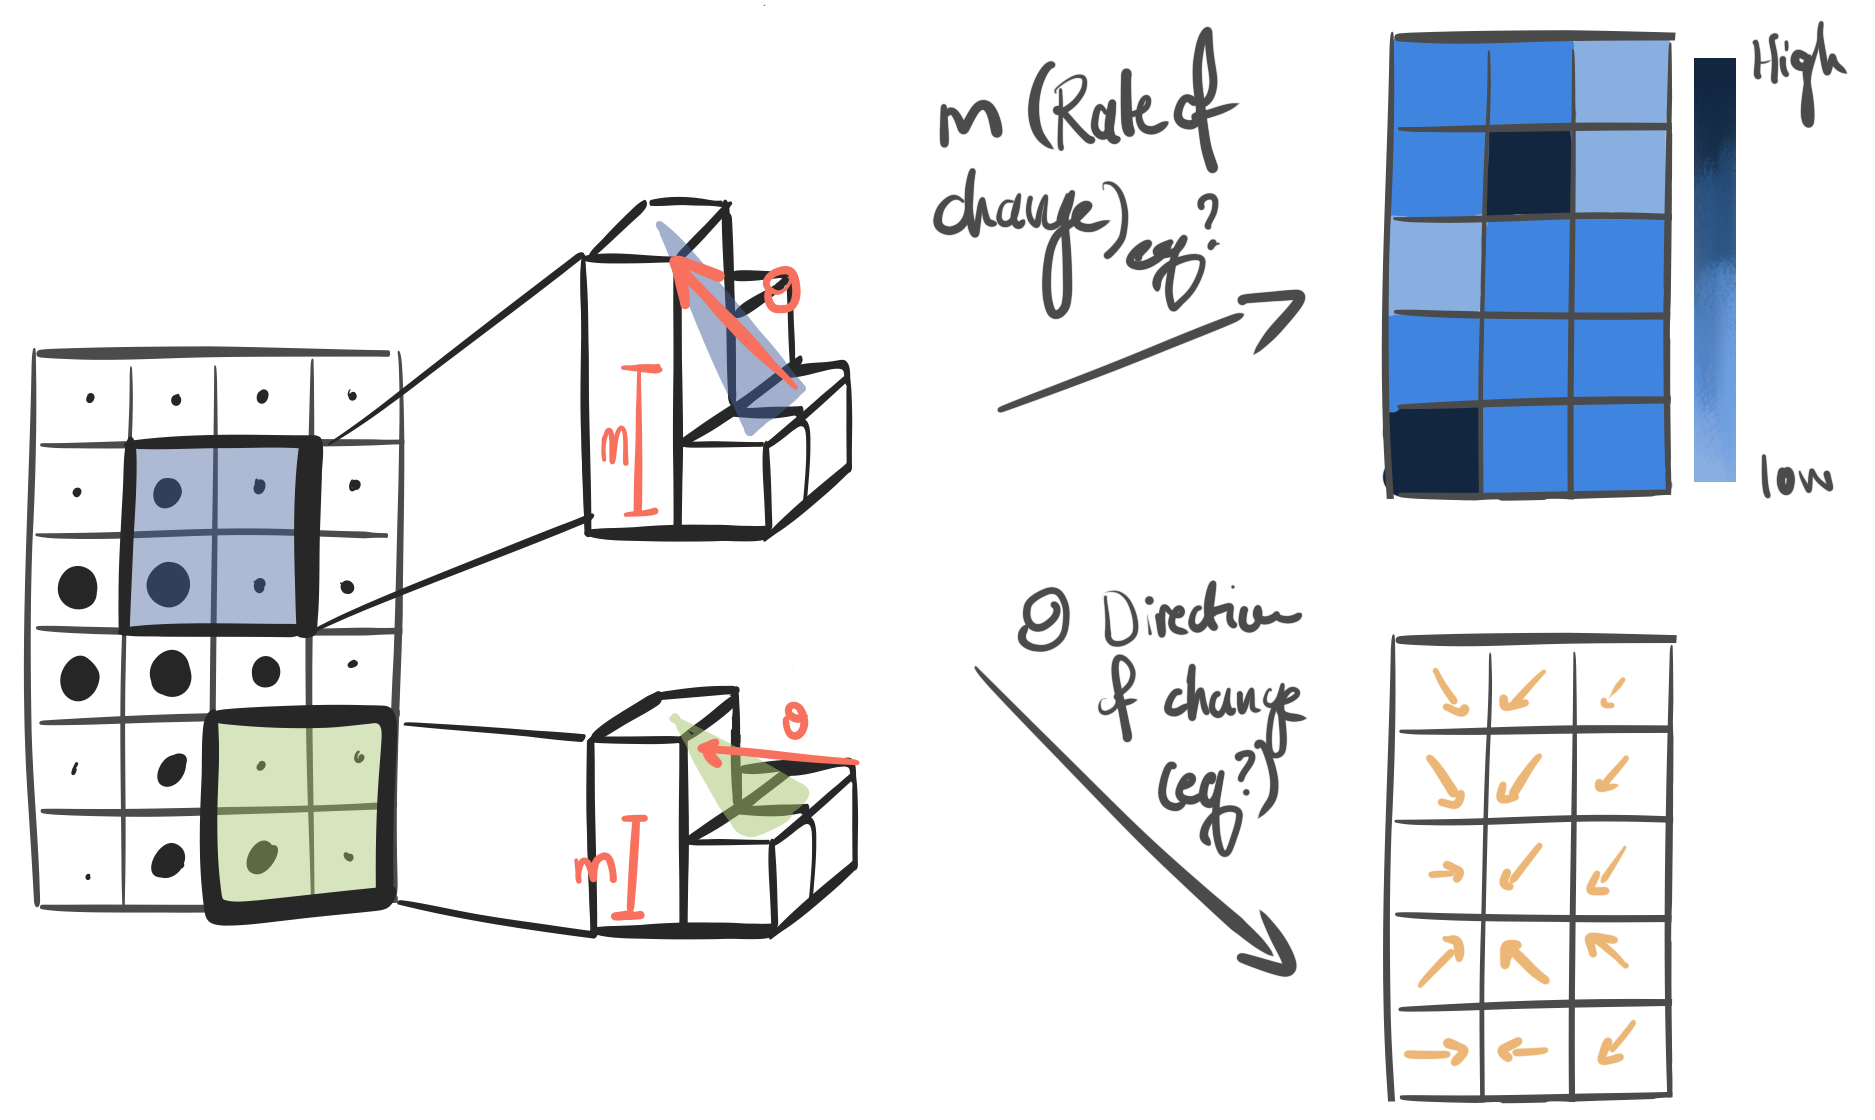 m (Rate of
change) eq?
High
low
m
θ
θ Direction
of change
(eq?)
m
θ